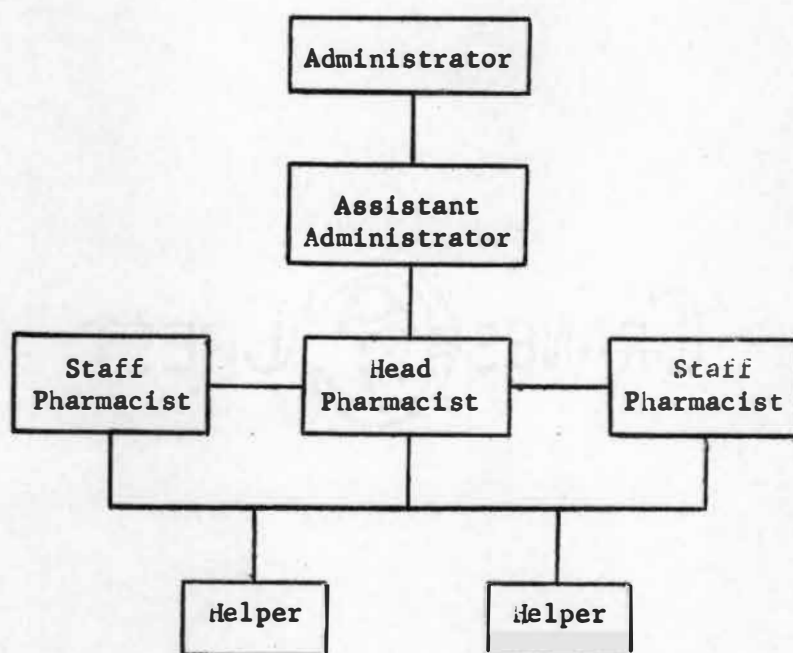 Administrator
Assistant
Administrator
Staff
Pharmacist
Head
Pharmacist
Staff
Pharmacist
Helper
Helper